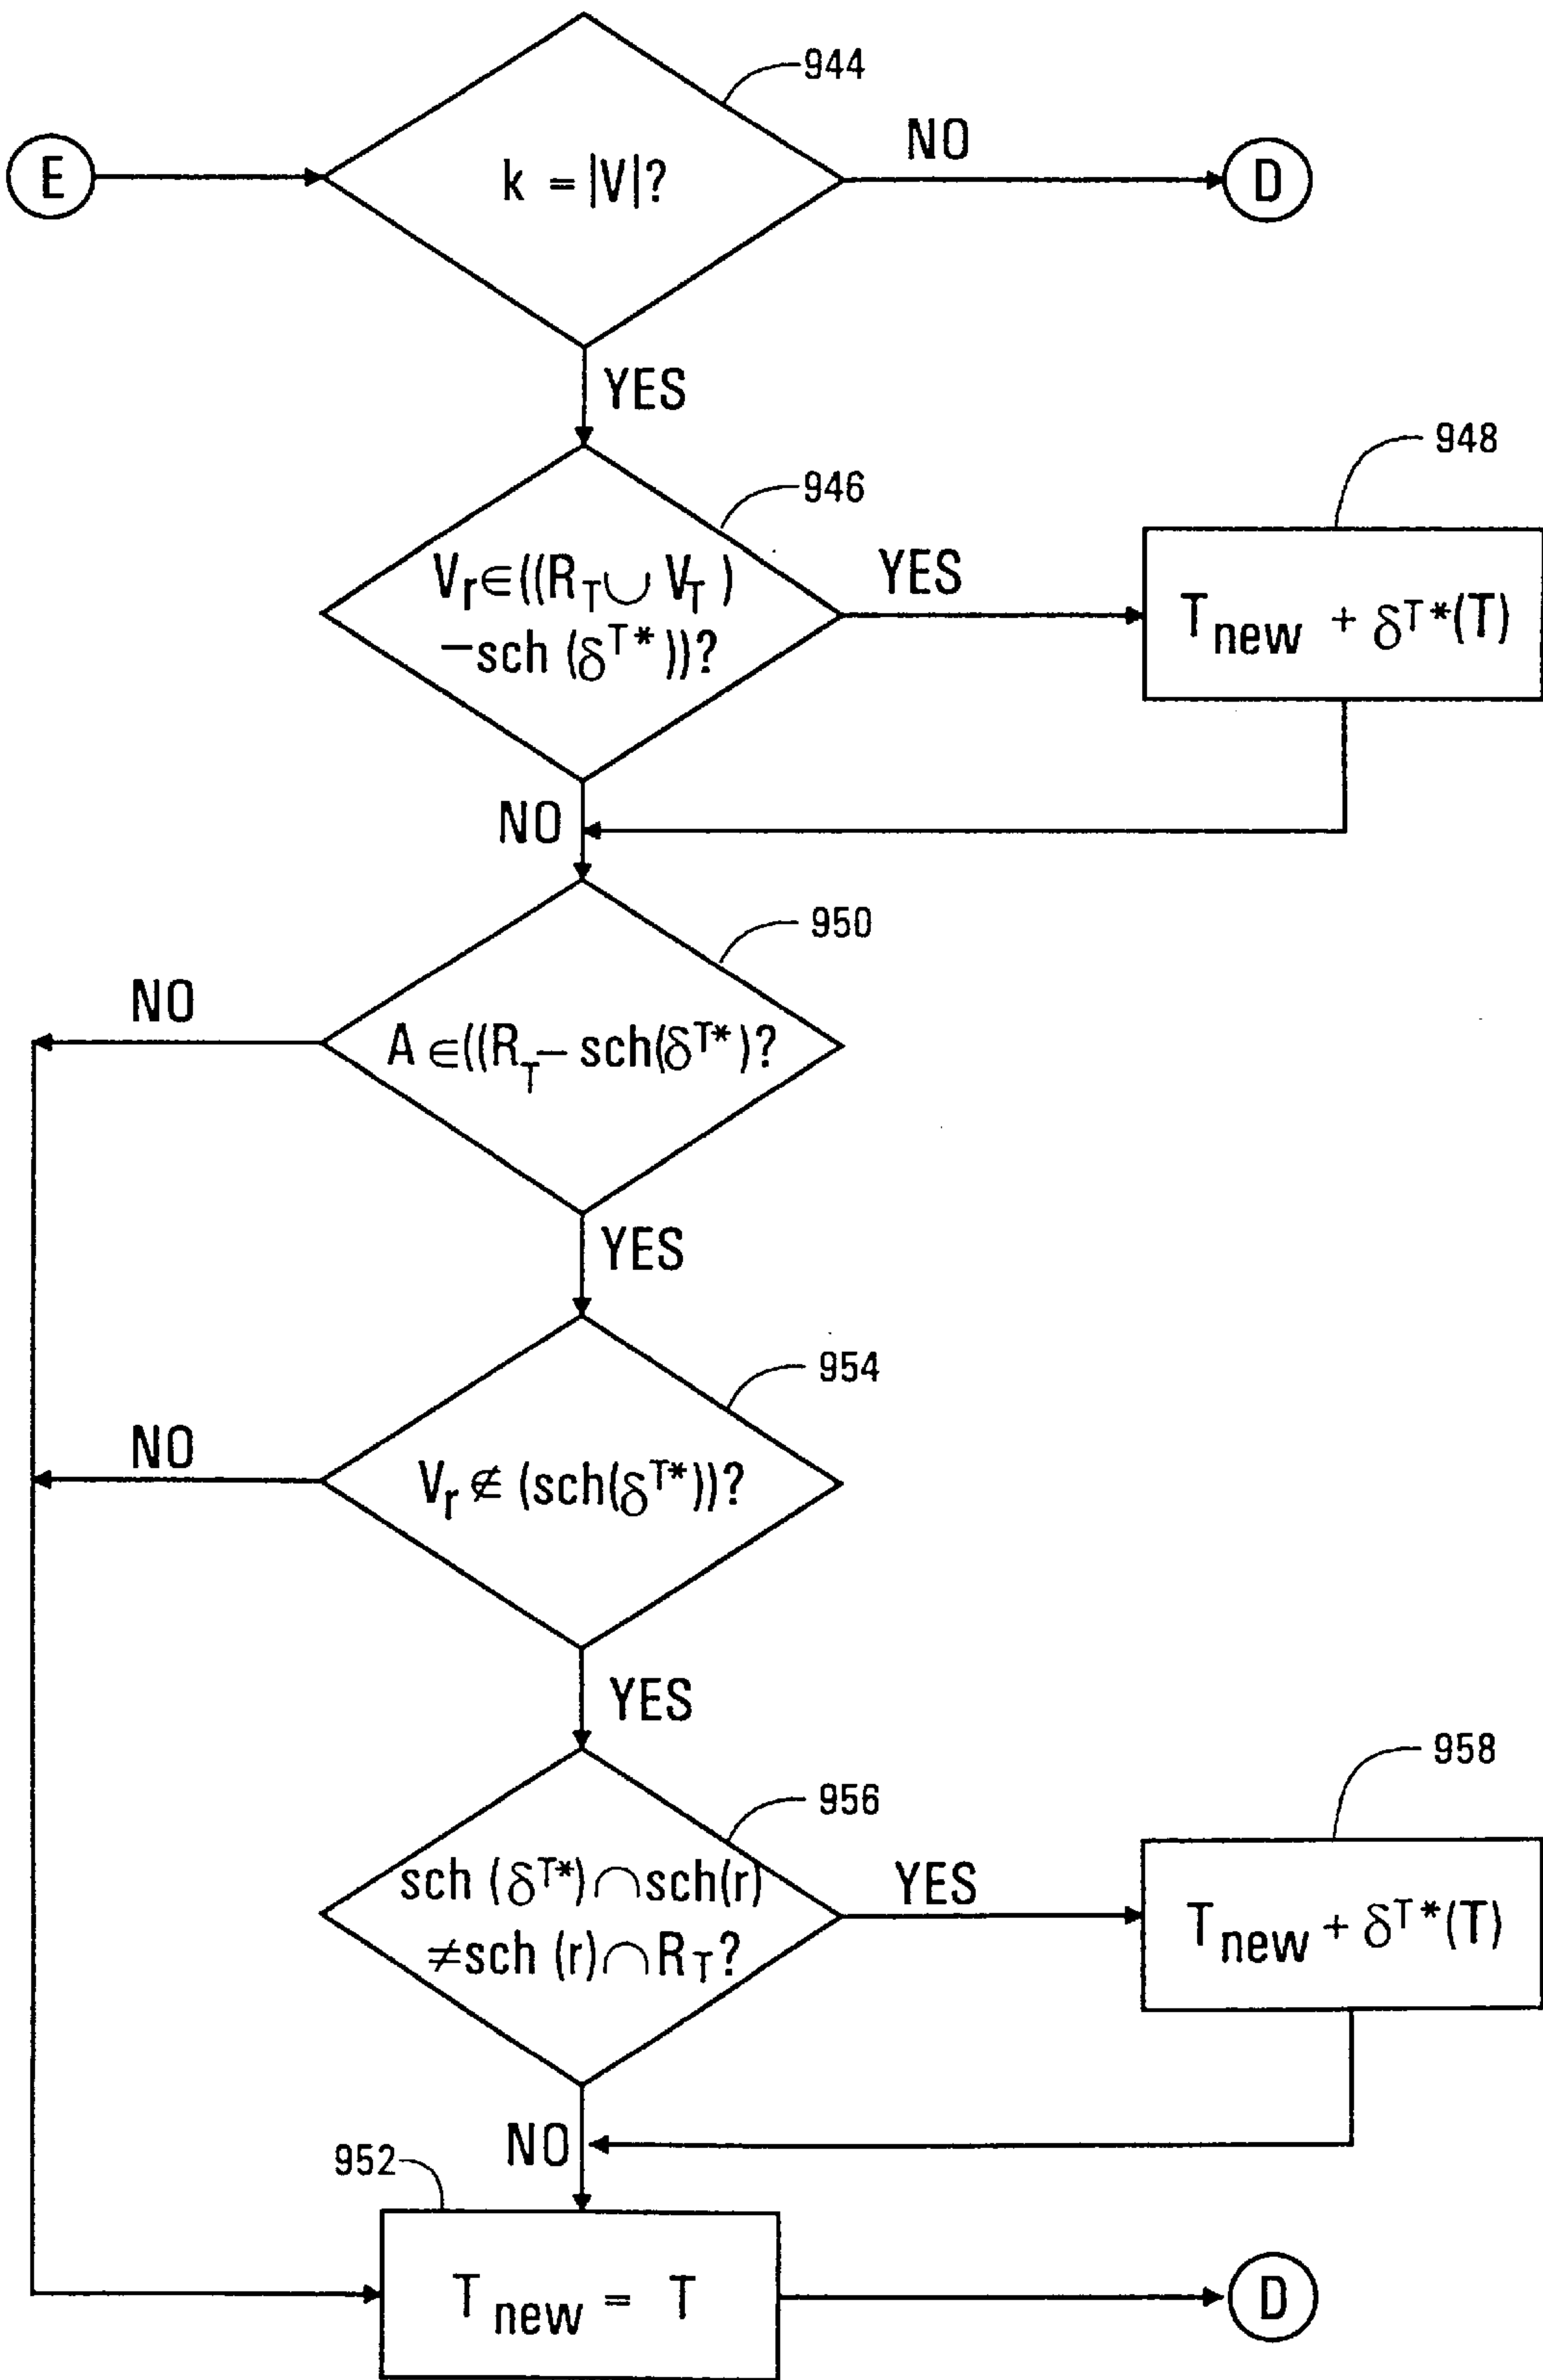 944
E
k = |V|?
NO
D
YES
946
948
V_r ∈ ((R_T ∪ V_T )
−sch (δ^T* ))?
YES
T_new + δ^T*(T)
NO
950
NO
A ∈ ((R_T − sch(δ^T*)?
YES
954
NO
V_r ∉ (sch(δ^T*))?
YES
956
958
sch (δ^T*) ∩ sch(r)
≠ sch (r) ∩ R_T?
YES
T_new + δ^T*(T)
NO
952
T_new = T
D